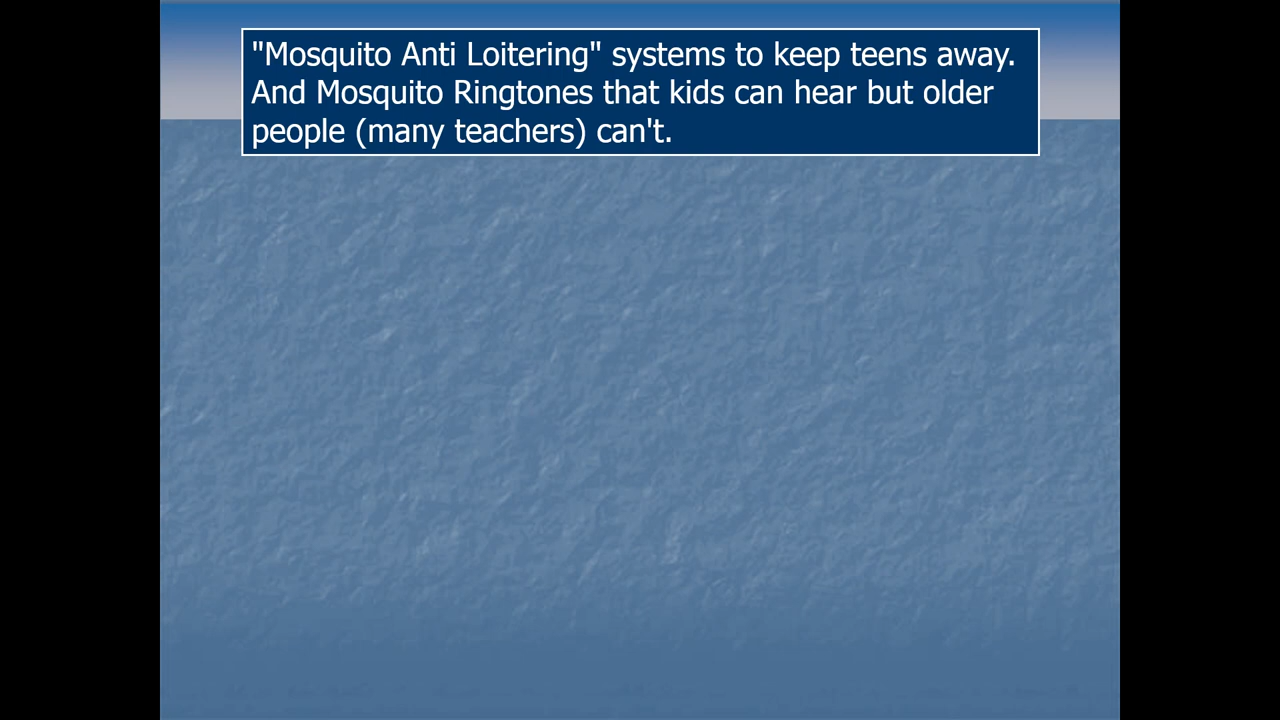 "Mosquito Anti Loitering" systems to keep teens away.
And Mosquito Ringtones that kids can hear but older
people (many teachers) can't.